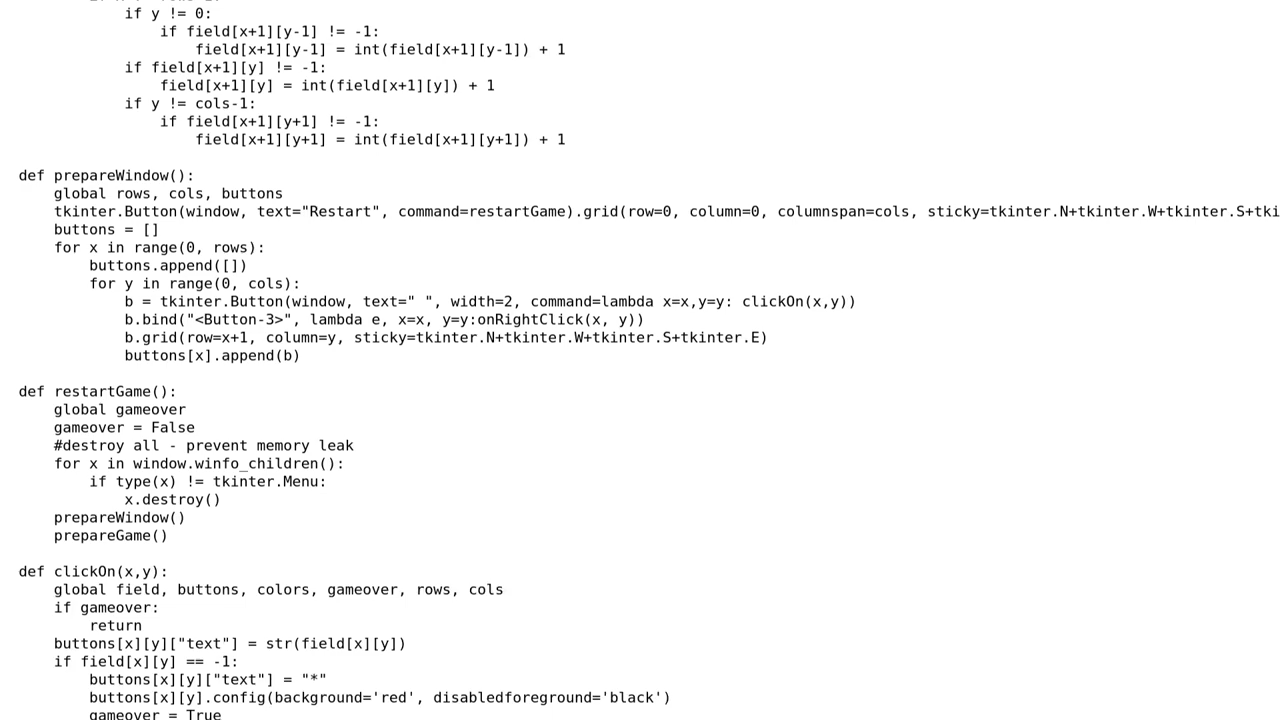 if y != 0:
if field[x+1][y-1] != -1:
field[x+1][y-1] = int(field[x+1][y-1]) + 1
if field[x+1][y] != -1:
field[x+1][y] = int(field[x+1][y]) + 1
if y != cols-1:
if field[x+1][y+1] != -1:
field[x+1][y+1] = int(field[x+1][y+1]) + 1
def prepareWindow():
global rows, cols, buttons
tkinter.Button(window, text="Restart", command=restartGame).grid(row=0, column=0, columnspan=cols, sticky=tkinter.N+tkinter.W+tkinter.S+tki
buttons = []
for x in range(0, rows):
buttons.append([])
for y in range(0, cols):
b = tkinter.Button(window, text=" ", width=2, command=lambda x=x,y=y: clickOn(x,y))
b.bind("<Button-3>", lambda e, x=x, y=y:onRightClick(x, y))
b.grid(row=x+1, column=y, sticky=tkinter.N+tkinter.W+tkinter.S+tkinter.E)
buttons[x].append(b)
def restartGame():
global gameover
gameover = False
#destroy all - prevent memory leak
for x in window.winfo_children():
if type(x) != tkinter.Menu:
x.destroy()
prepareWindow()
prepareGame()
def clickOn(x,y):
global field, buttons, colors, gameover, rows, cols
if gameover:
return
buttons[x][y]["text"] = str(field[x][y])
if field[x][y] == -1:
buttons[x][y]["text"] = "*"
buttons[x][y].config(background='red', disabledforeground='black')
gameover = True